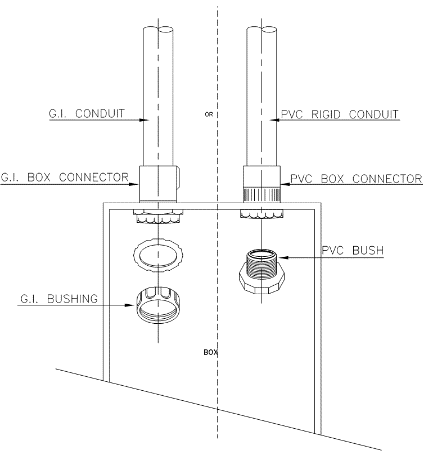 G.I. CONDUIT
OR
PVC RIGID CONDUIT
G.I. BOX CONNECTOR
PVC BOX CONNECTOR
PVC BUSH
G.I. BUSHING
BOX